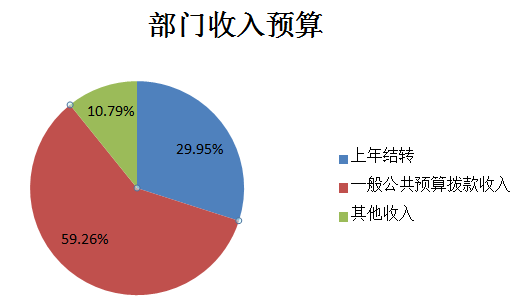 部门收入预算
10.79%
29.95%
59.26%
上年结转
一般公共预算拨款收入
其他收入